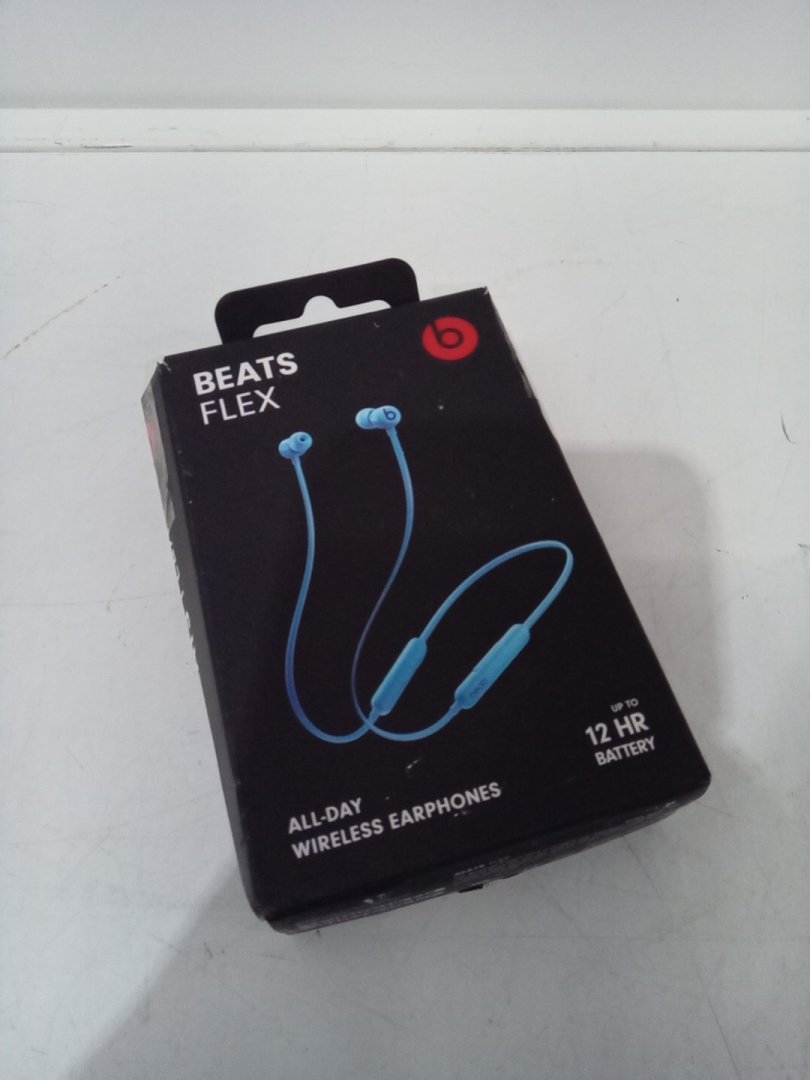 BEATS
FLEX
UP TO
12 HR
BATTERY
ALL-DAY
WIRELESS EARPHONES